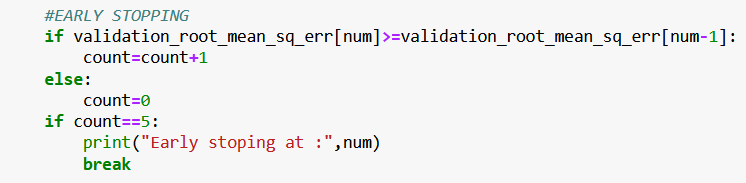 #EARLY STOPPING
if validation_root_mean_sq_err[num]>=validation_root_mean_sq_err[num-1]:
    count=count+1
else:
    count=0
if count==5:
    print("Early stoping at :",num)
    break